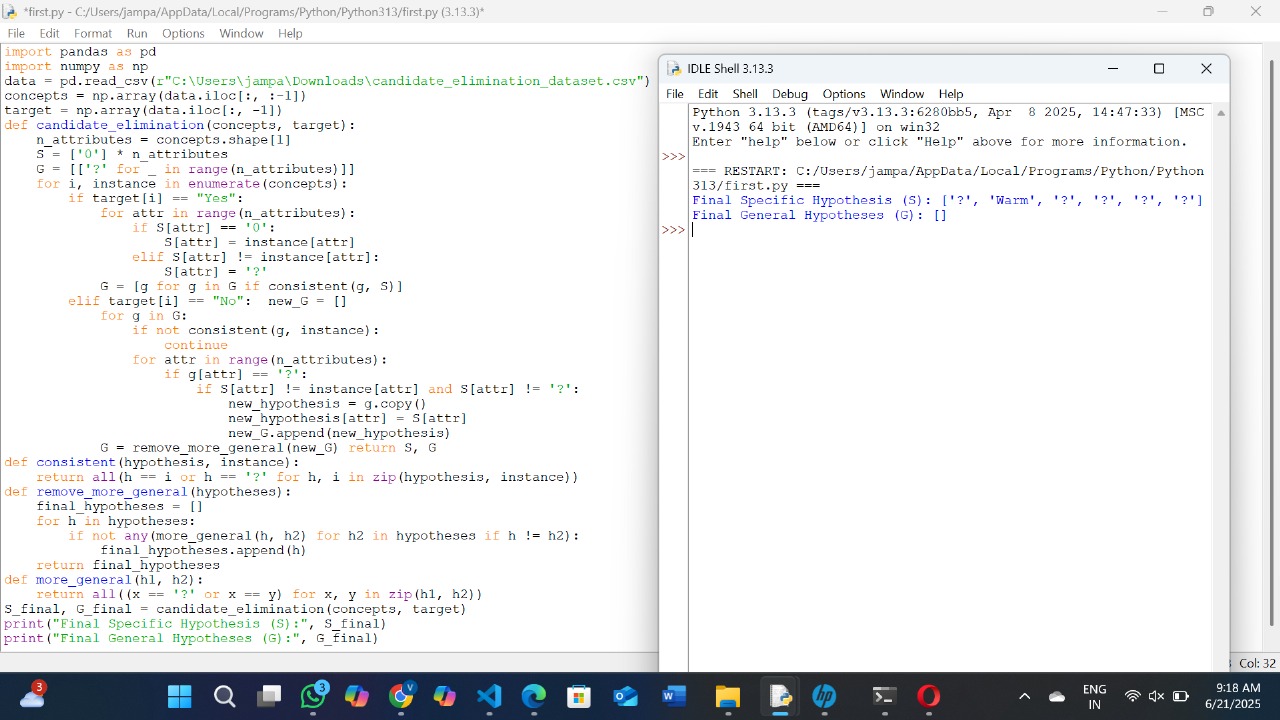 *first.py - C:/Users/jampa/AppData/Local/Programs/Python/Python313/first.py (3.13.3)*
File Edit Format Run Options Window Help
import pandas as pd
import numpy as np
data = pd.read_csv(r"C:\Users\jampa\Downloads\candidate_elimination_dataset.csv")
concepts = np.array(data.iloc[:, :-1])
target = np.array(data.iloc[:, -1])
def candidate_elimination(concepts, target):
    n_attributes = concepts.shape[1]
    S = ['0'] * n_attributes
    G = [['?' for _ in range(n_attributes)]]
    for i, instance in enumerate(concepts):
        if target[i] == "Yes":
            for attr in range(n_attributes):
                if S[attr] == '0':
                    S[attr] = instance[attr]
                elif S[attr] != instance[attr]:
                    S[attr] = '?'
            G = [g for g in G if consistent(g, S)]
        elif target[i] == "No":  new_G = []
            for g in G:
                if not consistent(g, instance):
                    continue
                for attr in range(n_attributes):
                    if g[attr] == '?':
                        if S[attr] != instance[attr] and S[attr] != '?':
                            new_hypothesis = g.copy()
                            new_hypothesis[attr] = S[attr]
                            new_G.append(new_hypothesis)
            G = remove_more_general(new_G) return S, G
def consistent(hypothesis, instance):
    return all(h == i or h == '?' for h, i in zip(hypothesis, instance))
def remove_more_general(hypotheses):
    final_hypotheses = []
    for h in hypotheses:
        if not any(more_general(h, h2) for h2 in hypotheses if h != h2):
            final_hypotheses.append(h)
    return final_hypotheses
def more_general(h1, h2):
    return all((x == '?' or x == y) for x, y in zip(h1, h2))
S_final, G_final = candidate_elimination(concepts, target)
print("Final Specific Hypothesis (S):", S_final)
print("Final General Hypotheses (G):", G_final)
IDLE Shell 3.13.3
File Edit Shell Debug Options Window Help
Python 3.13.3 (tags/v3.13.3:6280bb5, Apr  8 2025, 14:47:33) [MSC
v.1943 64 bit (AMD64)] on win32
Enter "help" below or click "Help" above for more information.
>>>
=== RESTART: C:/Users/jampa/AppData/Local/Programs/Python/Python
313/first.py ===
Final Specific Hypothesis (S): ['?', 'Warm', '?', '?', '?', '?']
Final General Hypotheses (G): []
>>>
Col: 32
3
3
V
W
hp
ENG
IN
9:18 AM
6/21/2025